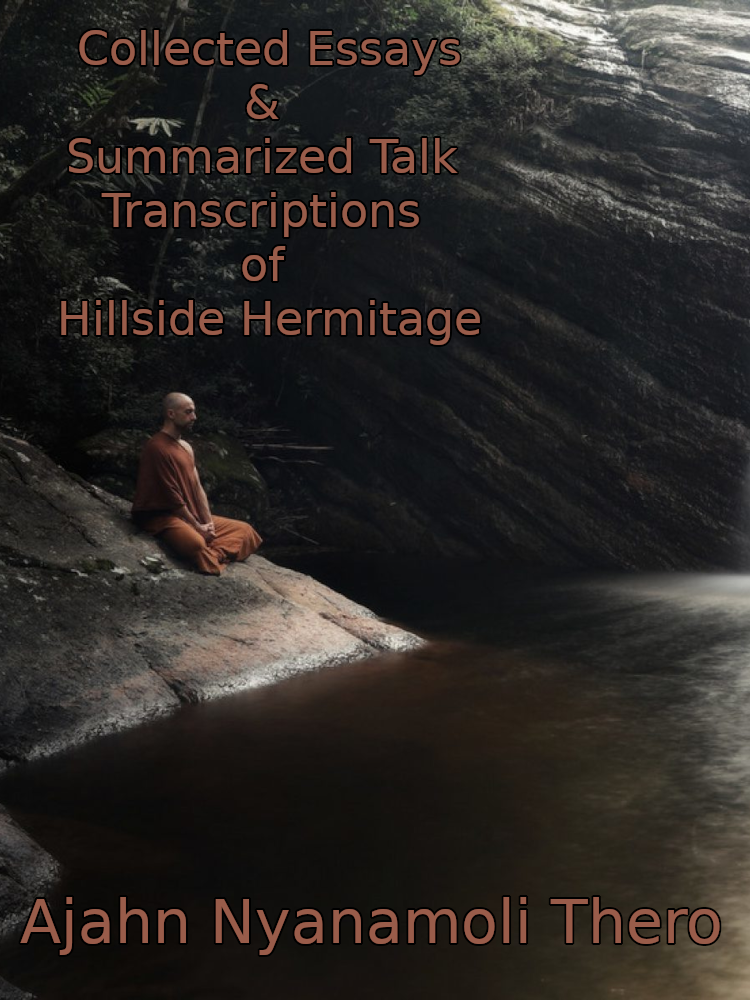 Collected Essays
&
Summarized Talk
Transcriptions
of
Hillside Hermitage
Ajahn Nyanamoli Thero